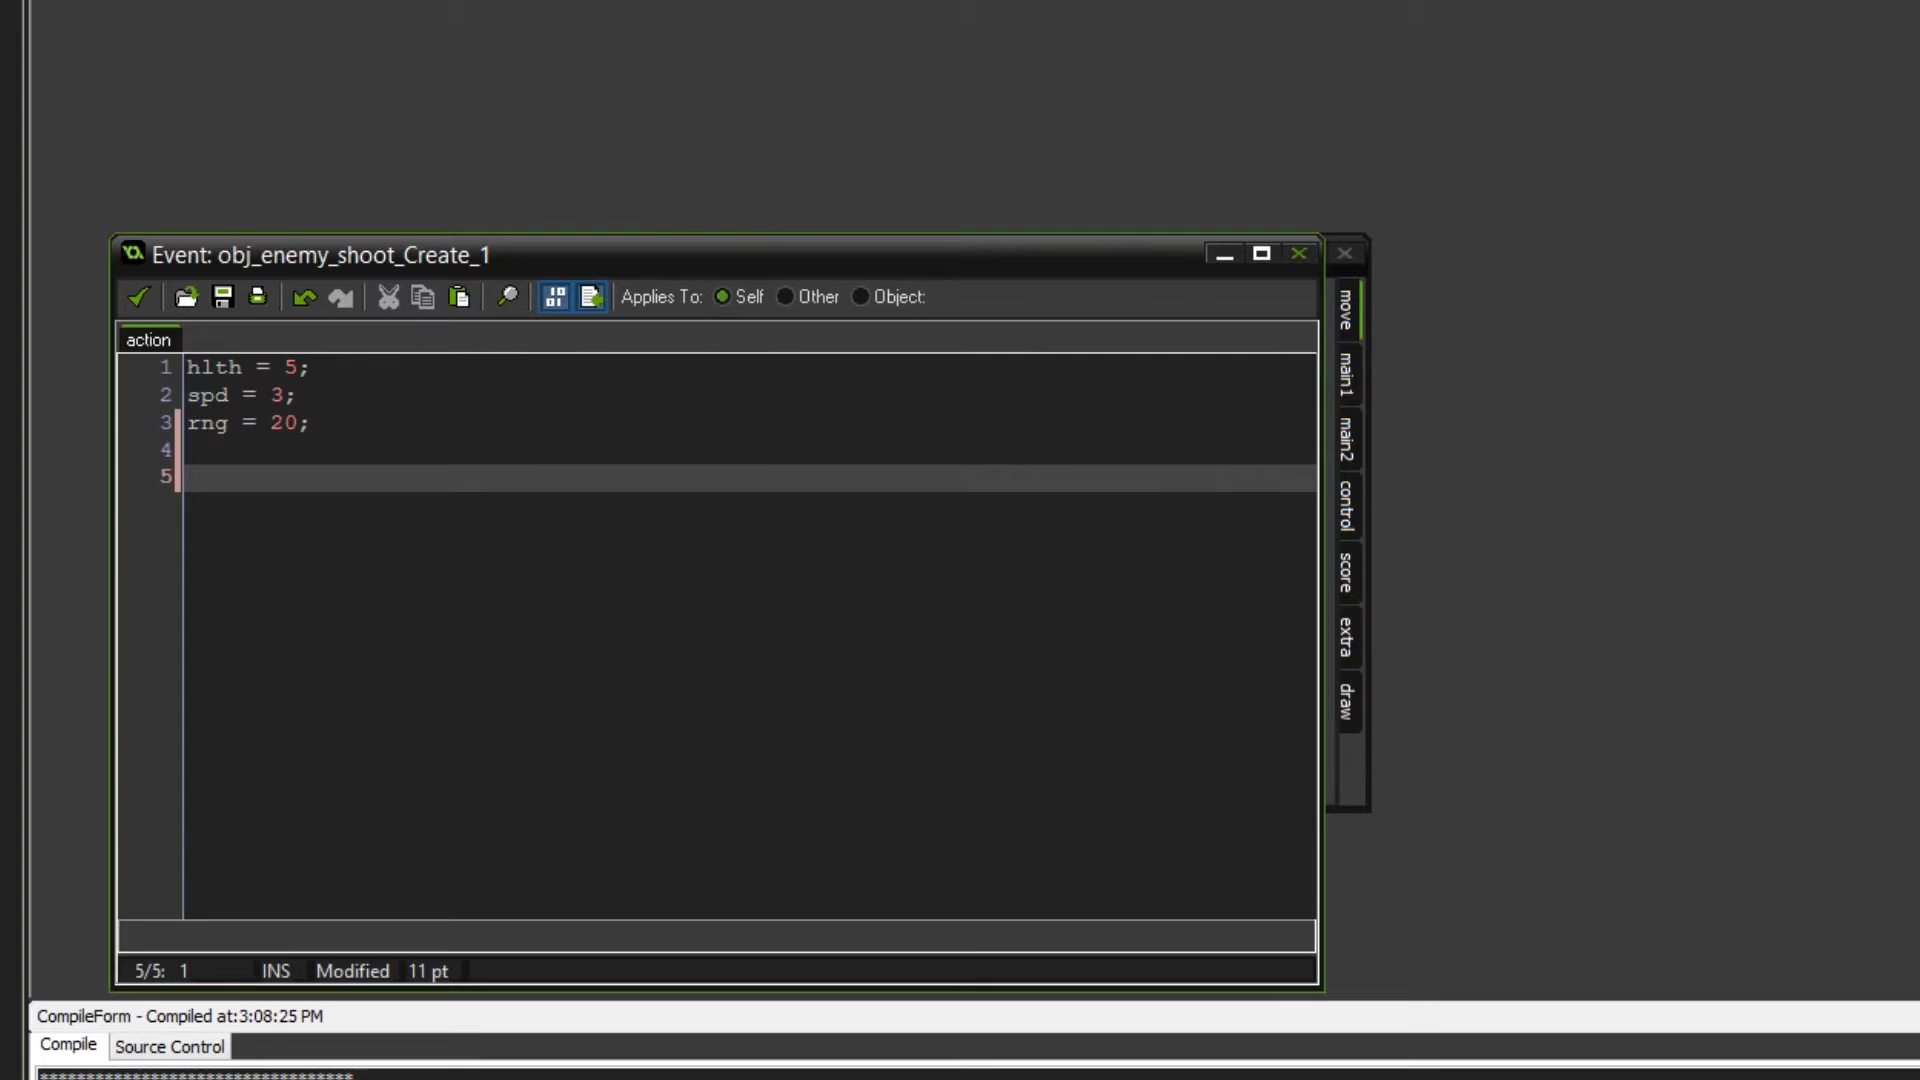 Event: obj_enemy_shoot_Create_1
Applies To: Self Other Object:
action
1 hlth = 5;
2 spd = 3;
3 rng = 20;
4
5
move
main1
main2
control
score
extra
draw
5/5: 1 INS Modified 11 pt
CompileForm - Compiled at:3:08:25 PM
Compile Source Control